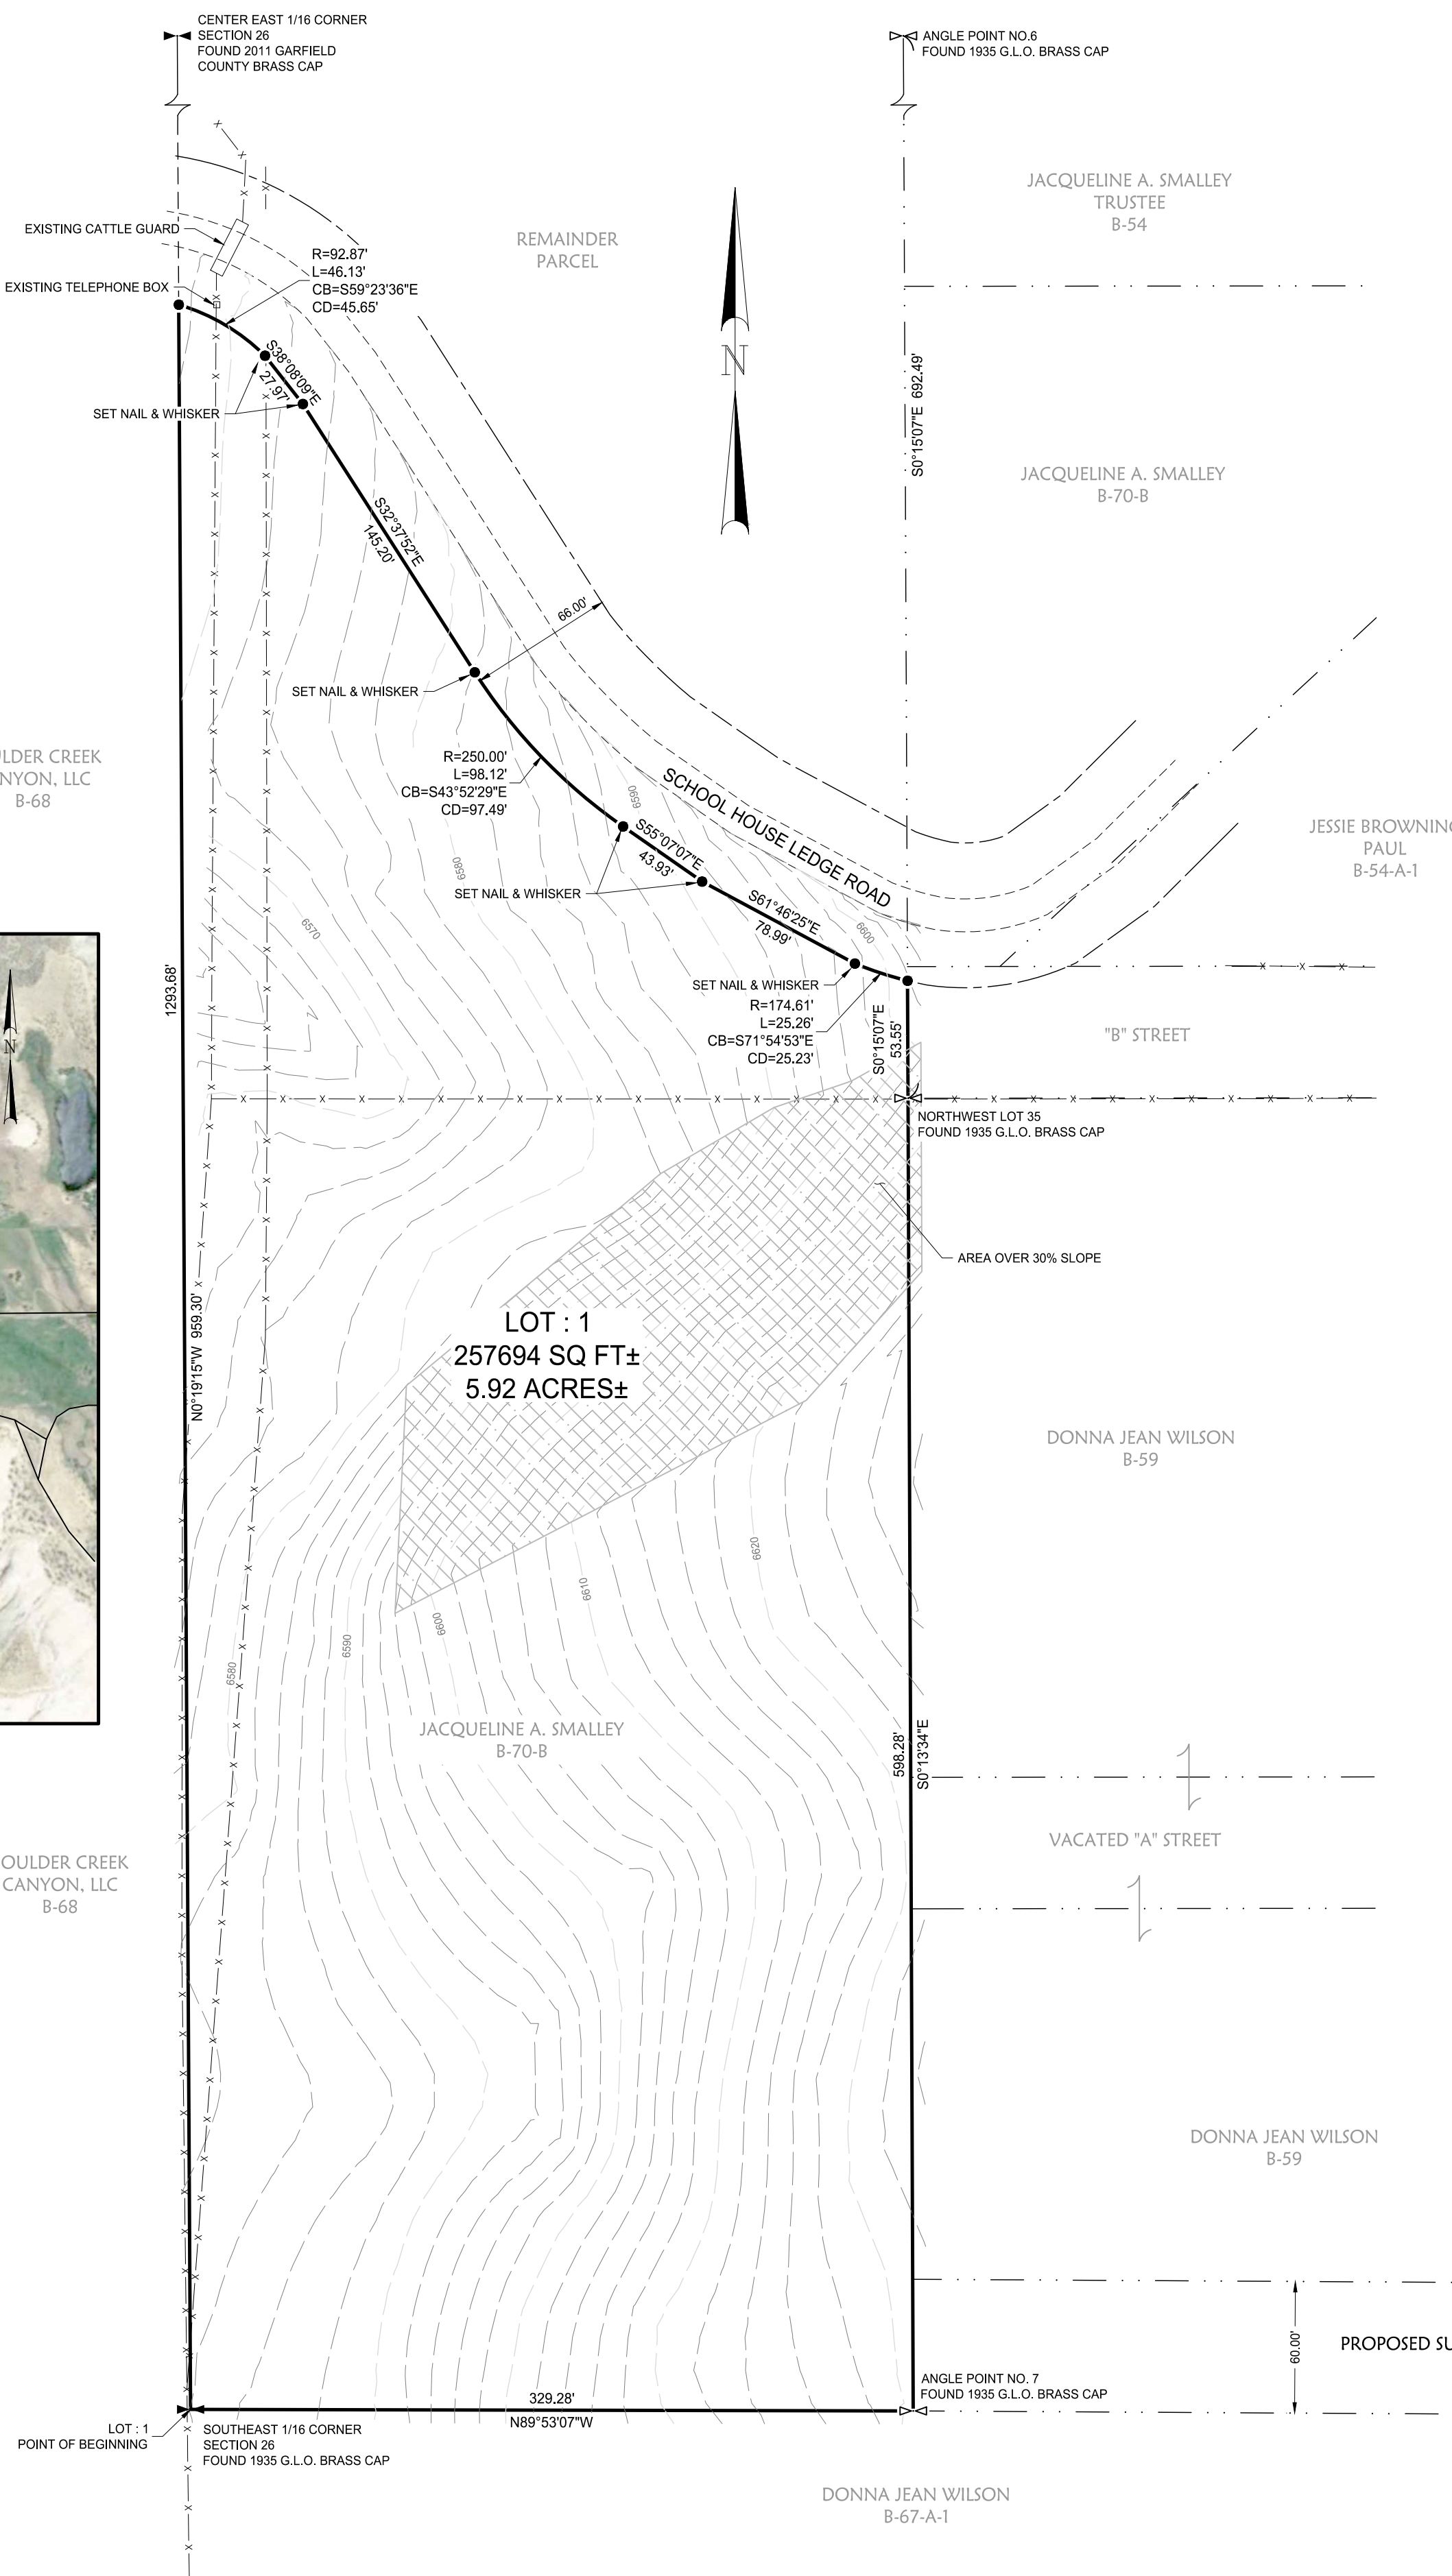 CENTER EAST 1/16 CORNER
SECTION 26
FOUND 2011 GARFIELD
COUNTY BRASS CAP
ANGLE POINT NO.6
FOUND 1935 G.L.O. BRASS CAP
JACQUELINE A. SMALLEY
TRUSTEE
B-54
REMAINDER
PARCEL
EXISTING CATTLE GUARD
EXISTING TELEPHONE BOX
R=92.87'
L=46.13'
CB=S59°23'36"E
CD=45.65'
N
S38°08'09"E
27.97'
SET NAIL & WHISKER
S0°15'07"E 692.49'
JACQUELINE A. SMALLEY
B-70-B
S32°37'52"E
145.20'
66.00'
SET NAIL & WHISKER
LDER CREEK
NYON, LLC
B-68
R=250.00'
L=98.12'
CB=S43°52'29"E
CD=97.49'
6590
SCHOOL HOUSE LEDGE ROAD
JESSIE BROWNING
PAUL
B-54-A-1
6580
S55°07'07"E
43.93'
SET NAIL & WHISKER
S61°46'25"E
78.99'
6600
6570
1293.68'
SET NAIL & WHISKER
R=174.61'
L=25.26'
CB=S71°54'53"E
CD=25.23'
S0°15'07"E
53.55'
"B" STREET
N
NORTHWEST LOT 35
FOUND 1935 G.L.O. BRASS CAP
AREA OVER 30% SLOPE
N0°19'15"W 959.30'
LOT : 1
257694 SQ FT±
5.92 ACRES±
DONNA JEAN WILSON
B-59
6620
6610
6600
6590
6580
JACQUELINE A. SMALLEY
B-70-B
598.28'
S0°13'34"E
VACATED "A" STREET
OULDER CREEK
CANYON, LLC
B-68
DONNA JEAN WILSON
B-59
60.00'
PROPOSED SU
ANGLE POINT NO. 7
FOUND 1935 G.L.O. BRASS CAP
329.28'
N89°53'07"W
LOT : 1
POINT OF BEGINNING
SOUTHEAST 1/16 CORNER
SECTION 26
FOUND 1935 G.L.O. BRASS CAP
DONNA JEAN WILSON
B-67-A-1